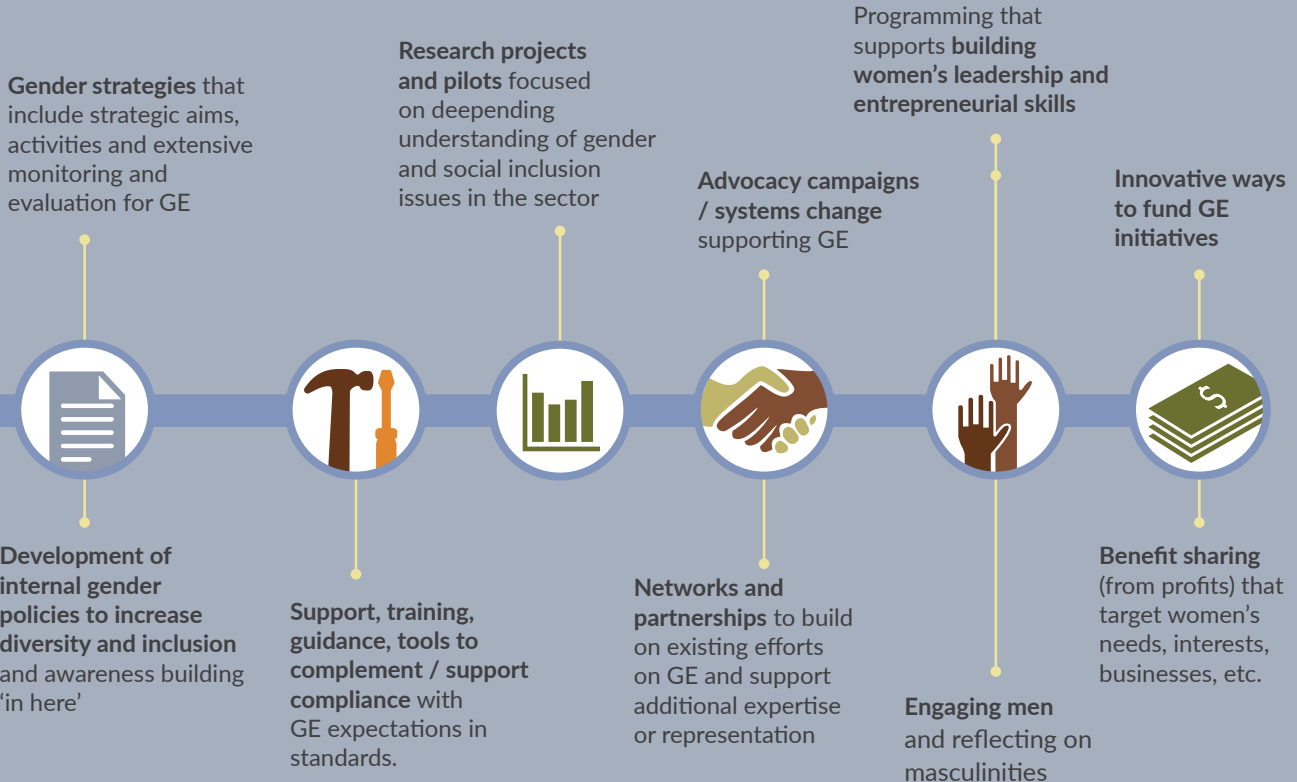 Gender strategies that
include strategic aims,
activities and extensive
monitoring and
evaluation for GE
Research projects
and pilots focused
on deepending
understanding of gender
and social inclusion
issues in the sector
Advocacy campaigns
/ systems change
supporting GE
Programming that
supports building
women’s leadership and
entrepreneurial skills
Innovative ways
to fund GE
initiatives
$
Development of
internal gender
policies to increase
diversity and inclusion
and awareness building
‘in here’
Support, training,
guidance, tools to
complement / support
compliance with
GE expectations in
standards.
Networks and
partnerships to build
on existing efforts
on GE and support
additional expertise
or representation
Engaging men
and reflecting on
masculinities
Benefit sharing
(from profits) that
target women’s
needs, interests,
businesses, etc.